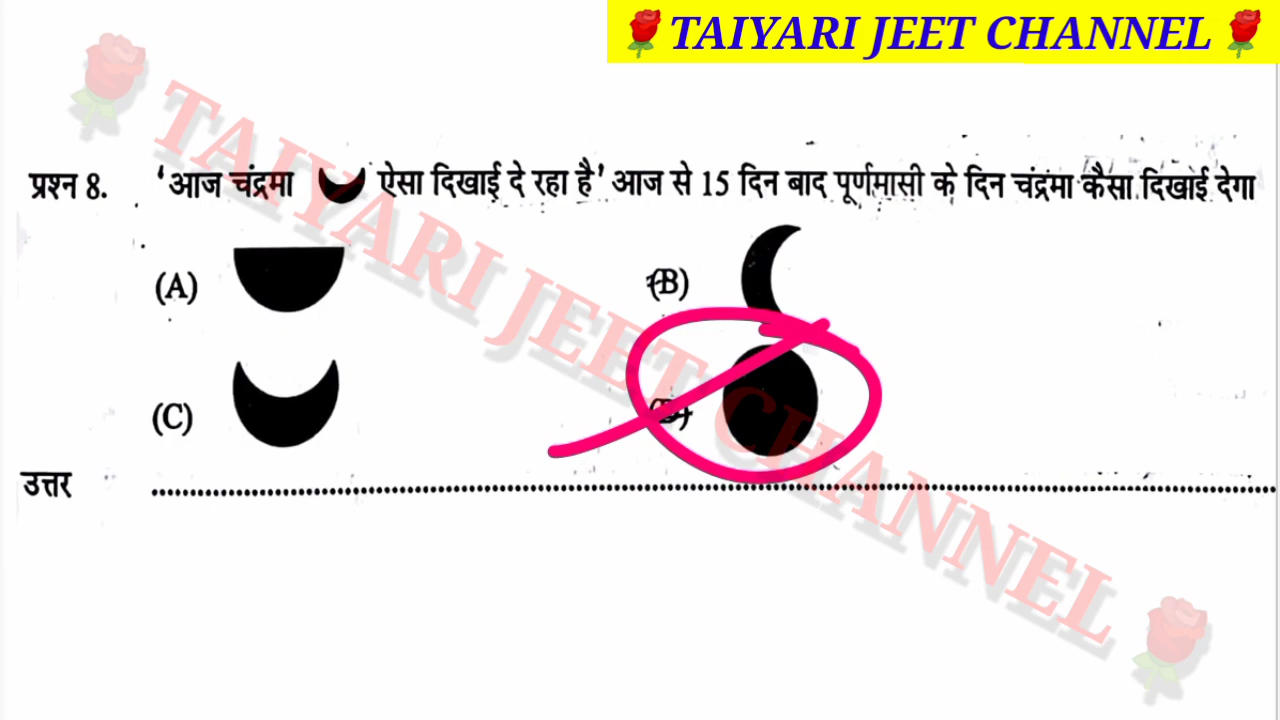 TAIYARI JEET CHANNEL
प्रश्न 8. 'आज चंद्रमा ऐसा दिखाई दे रहा है' आज से 15 दिन बाद पूर्णमासी के दिन चंद्रमा कैसा दिखाई देगा
(A)
(B)
(C)
(D)
उत्तर
TAIYARI JEET CHANNEL